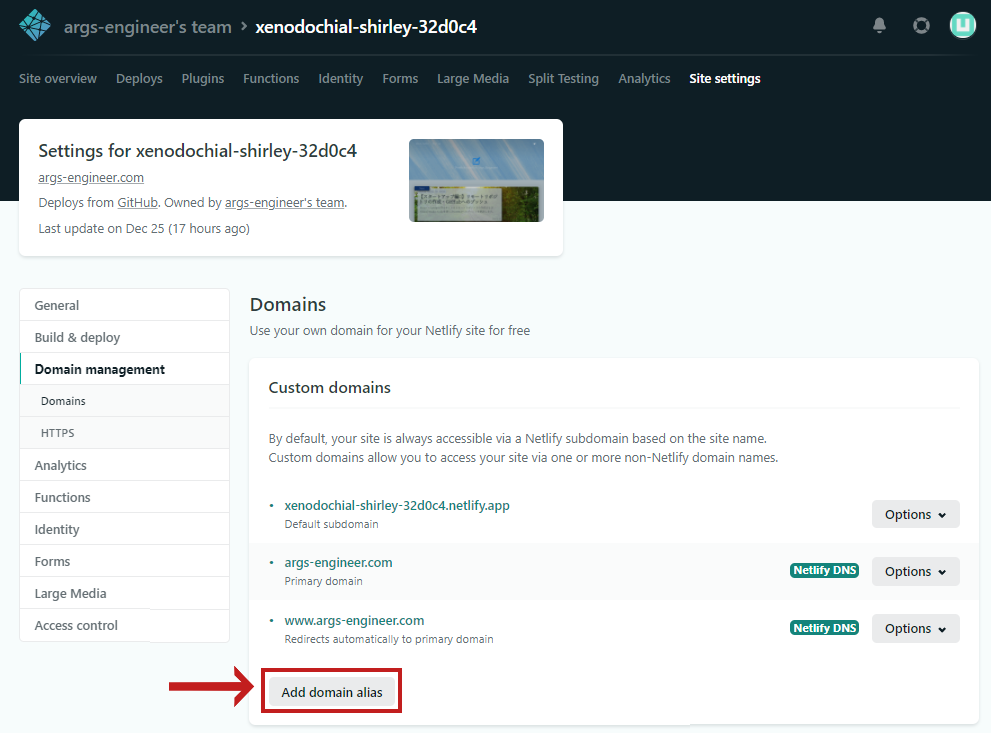 args-engineer's team › xenodochial-shirley-32d0c4
Site overview Deploys Plugins Functions Identity Forms Large Media Split Testing Analytics Site settings
Settings for xenodochial-shirley-32d0c4
args-engineer.com
Deploys from GitHub. Owned by args-engineer's team.
Last update on Dec 25 (17 hours ago)
General
Build & deploy
Domain management
Domains
HTTPS
Analytics
Functions
Identity
Forms
Large Media
Access control
Domains
Use your own domain for your Netlify site for free
Custom domains
By default, your site is always accessible via a Netlify subdomain based on the site name.
Custom domains allow you to access your site via one or more non-Netlify domain names.
• xenodochial-shirley-32d0c4.netlify.app
Default subdomain
Options
• args-engineer.com
Primary domain
Netlify DNS Options
• www.args-engineer.com
Redirects automatically to primary domain
Netlify DNS Options
Add domain alias